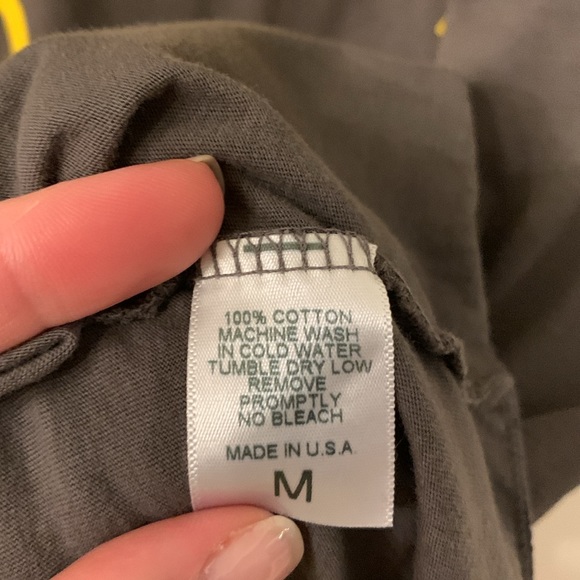 100% COTTON
MACHINE WASH
IN COLD WATER
TUMBLE DRY LOW
REMOVE
PROMPTLY
NO BLEACH
MADE IN U.S.A
M